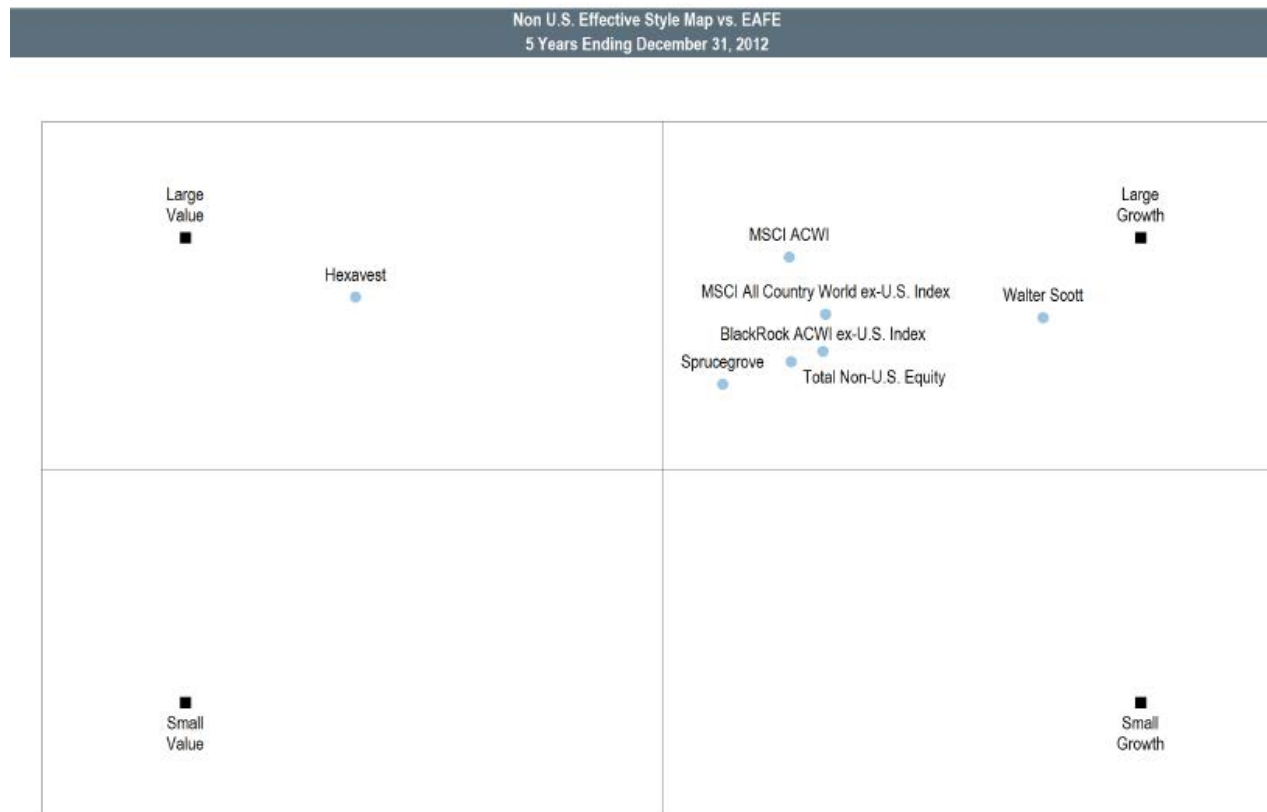 Non U.S. Effective Style Map vs. EAFE
5 Years Ending December 31, 2012
Large
Value
Large
Growth
MSCI ACWI
Hexavest
MSCI All Country World ex-U.S. Index
Walter Scott
BlackRock ACWI ex-U.S. Index
Sprucegrove
Total Non-U.S. Equity
Small
Value
Small
Growth